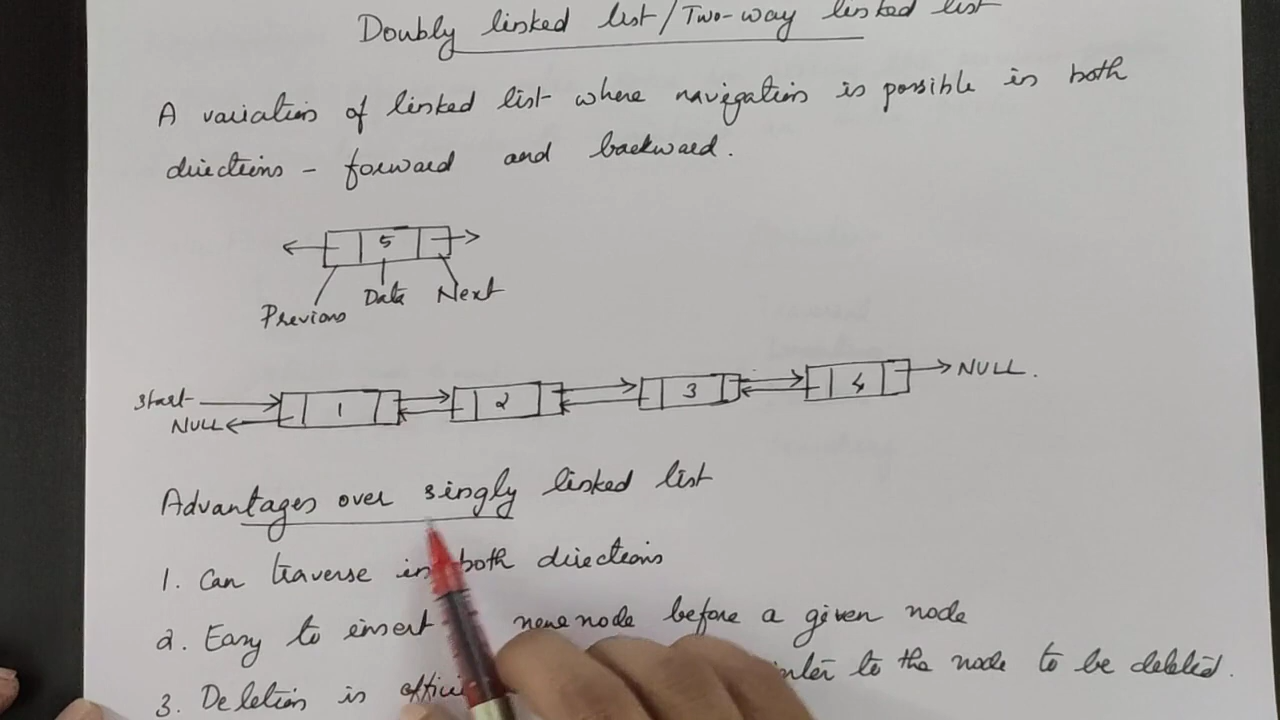 Doubly linked list/Two-way linked list
A variation of linked list where navigation is possible in both
directions - forward and backward.
5
Previous Data Next
Start
NULL 1 2 3 4 NULL.
Advantages over singly linked list
1. Can traverse in both directions
2. Easy to insert new node before a given node
3. Deletion is to the node to be deleted.